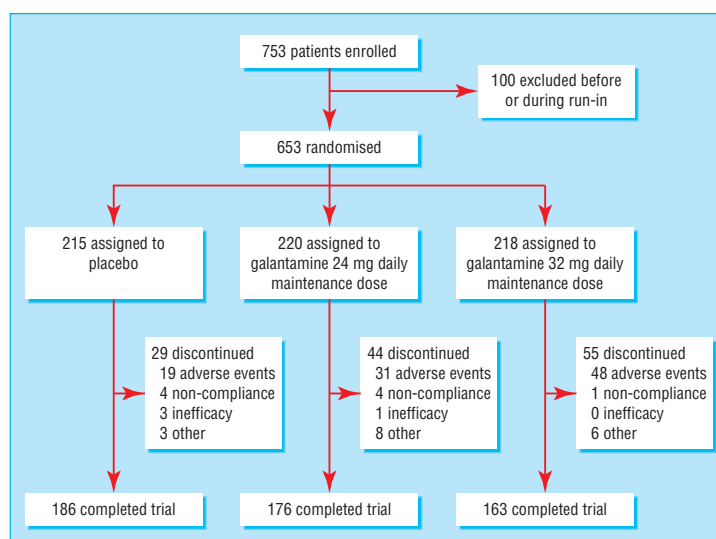 753 patients enrolled
100 excluded before
or during run-in
653 randomised
215 assigned to
placebo
220 assigned to
galantamine 24 mg daily
maintenance dose
218 assigned to
galantamine 32 mg daily
maintenance dose
29 discontinued
19 adverse events
4 non-compliance
3 inefficacy
3 other
44 discontinued
31 adverse events
4 non-compliance
1 inefficacy
8 other
55 discontinued
48 adverse events
1 non-compliance
0 inefficacy
6 other
186 completed trial
176 completed trial
163 completed trial